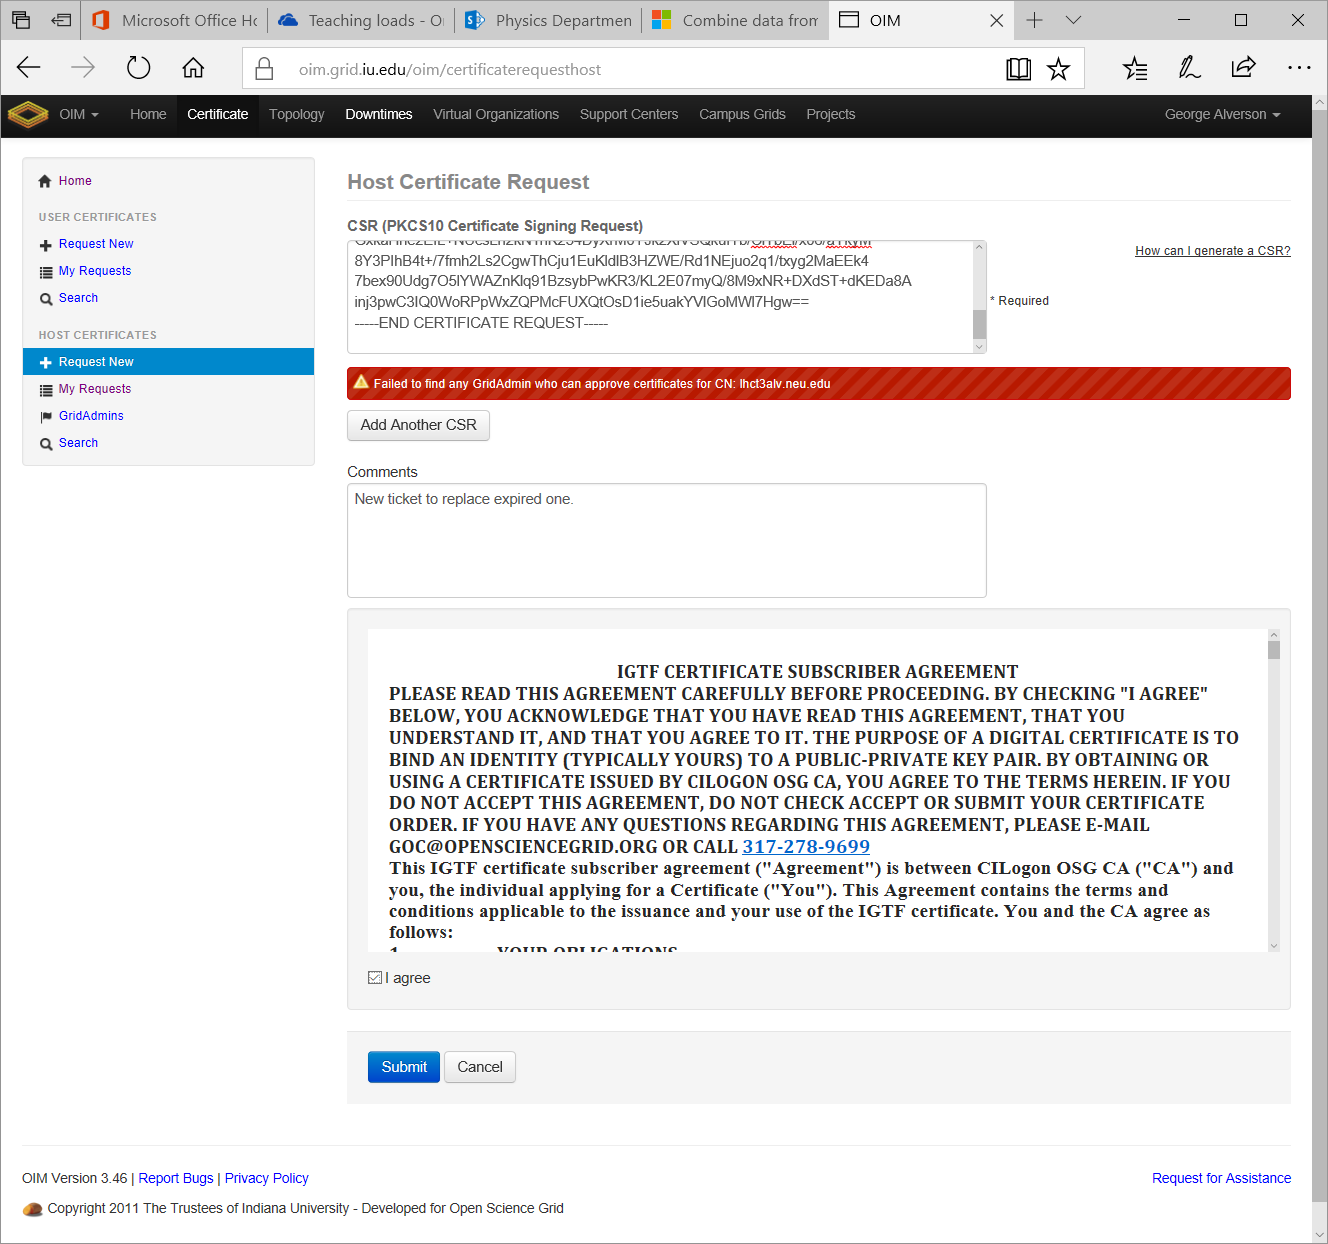 Microsoft Office Ho
Teaching loads - O
Physics Departmen
Combine data from
OIM
oim.grid.iu.edu/oim/certificaterequesthost
OIM
Home
Certificate
Topology
Downtimes
Virtual Organizations
Support Centers
Campus Grids
Projects
George Alverson
Home
USER CERTIFICATES
Request New
My Requests
Search
HOST CERTIFICATES
Request New
My Requests
GridAdmins
Search
Host Certificate Request
CSR (PKCS10 Certificate Signing Request)
8Y3PIhB4t+/7fmh2Ls2CgwThCju1EuKldIB3HZWE/Rd1NEjuo2q1/txyg2MaEEk4
7bex90Udg7O5lYWAZnKlq91BzsybPwKR3/KL2E07myQ/8M9xNR+DXdST+dKEDa8A
inj3pwC3IQ0WoRPpWxZQPMcFUXQtOsD1ie5uakYVIGoMWl7Hgw==
-----END CERTIFICATE REQUEST-----
How can I generate a CSR?
* Required
Failed to find any GridAdmin who can approve certificates for CN: lhct3alv.neu.edu
Add Another CSR
Comments
New ticket to replace expired one.
IGTF CERTIFICATE SUBSCRIBER AGREEMENT
PLEASE READ THIS AGREEMENT CAREFULLY BEFORE PROCEEDING. BY CHECKING "I AGREE"
BELOW, YOU ACKNOWLEDGE THAT YOU HAVE READ THIS AGREEMENT, THAT YOU
UNDERSTAND IT, AND THAT YOU AGREE TO IT. THE PURPOSE OF A DIGITAL CERTIFICATE IS TO
BIND AN IDENTITY (TYPICALLY YOURS) TO A PUBLIC-PRIVATE KEY PAIR. BY OBTAINING OR
USING A CERTIFICATE ISSUED BY CILOGON OSG CA, YOU AGREE TO THE TERMS HEREIN. IF YOU
DO NOT ACCEPT THIS AGREEMENT, DO NOT CHECK ACCEPT OR SUBMIT YOUR CERTIFICATE
ORDER. IF YOU HAVE ANY QUESTIONS REGARDING THIS AGREEMENT, PLEASE E-MAIL
GOC@OPENSCIENCEGRID.ORG OR CALL 317-278-9699
This IGTF certificate subscriber agreement ("Agreement") is between CILogon OSG CA ("CA") and
you, the individual applying for a Certificate ("You"). This Agreement contains the terms and
conditions applicable to the issuance and your use of the IGTF certificate. You and the CA agree as
follows:
1. YOUR OBLIGATIONS
I agree
Submit
Cancel
OIM Version 3.46 | Report Bugs | Privacy Policy
Request for Assistance
Copyright 2011 The Trustees of Indiana University - Developed for Open Science Grid